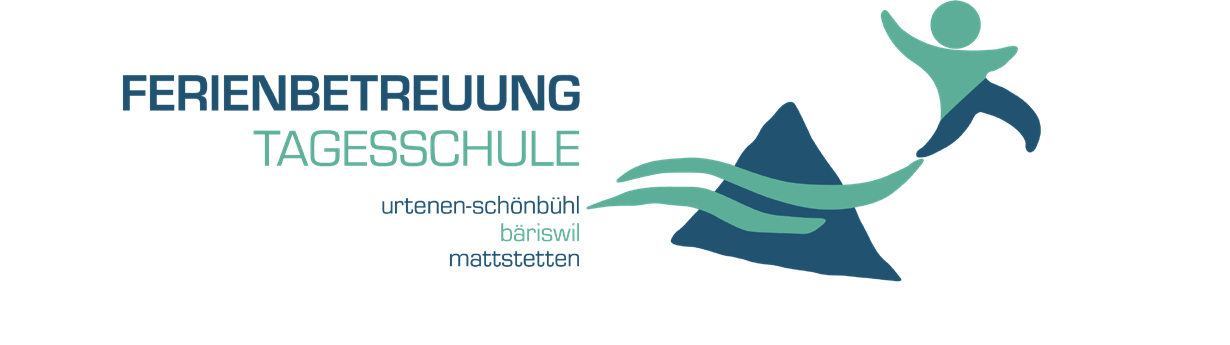 FERIENBETREUUNG
TAGESSCHULE
urtenen-schönbühl
bäriswil
mattstetten